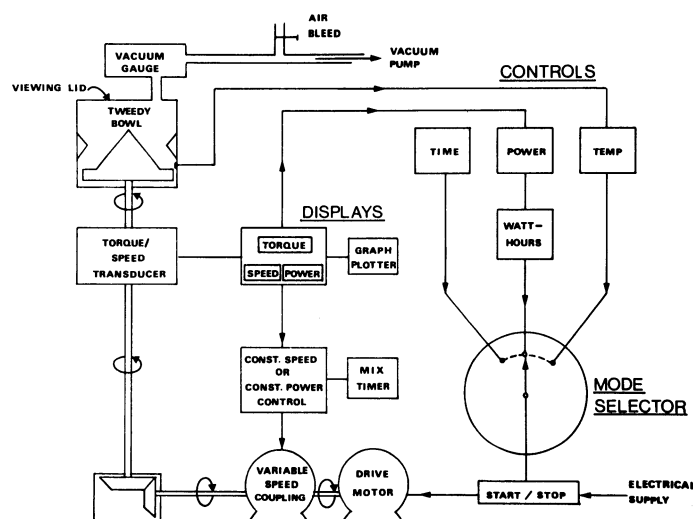 AIR
BLEED
VACUUM
GAUGE
VACUUM
PUMP
VIEWING LID
CONTROLS
TWEEDY
BOWL
TIME
POWER
TEMP
DISPLAYS
WATT-
HOURS
TORQUE/
SPEED
TRANSDUCER
TORQUE
SPEED
POWER
GRAPH
PLOTTER
CONST. SPEED
OR
CONST. POWER
CONTROL
MIX
TIMER
MODE
SELECTOR
VARIABLE
SPEED
COUPLING
DRIVE
MOTOR
START / STOP
ELECTRICAL
SUPPLY